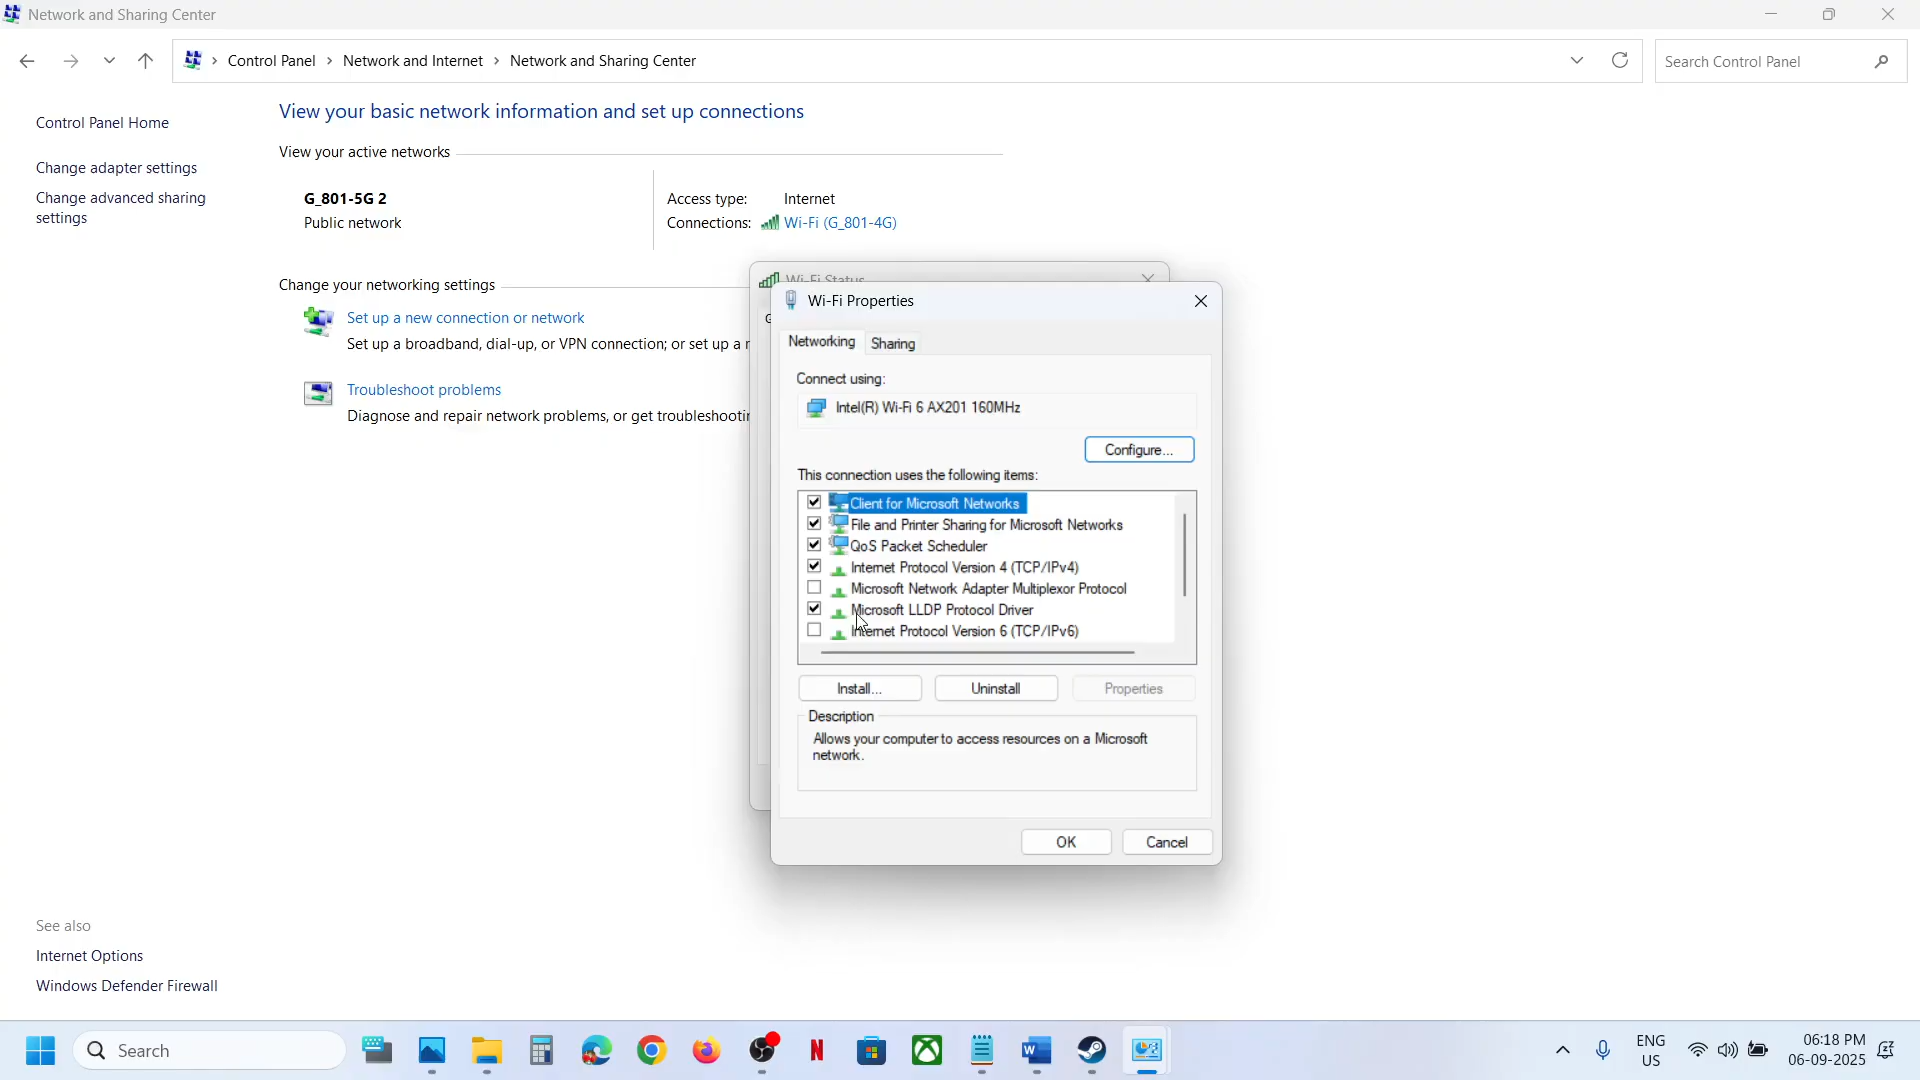 Network and Sharing Center
Control Panel > Network and Internet > Network and Sharing Center
Search Control Panel
Control Panel Home
Change adapter settings
Change advanced sharing
settings
View your basic network information and set up connections
View your active networks
G_801-5G 2
Public network
Access type: Internet
Connections: Wi-Fi (G_801-4G)
Change your networking settings
Set up a new connection or network
Set up a broadband, dial-up, or VPN connection; or set up a
Troubleshoot problems
Diagnose and repair network problems, or get
Wi-Fi Status
Wi-Fi Properties
Networking
Sharing
Connect using:
Intel(R) Wi-Fi 6 AX201 160MHz
Configure...
This connection uses the following items:
Client for Microsoft Networks
File and Printer Sharing for Microsoft Networks
QoS Packet Scheduler
Internet Protocol Version 4 (TCP/IPv4)
Microsoft Network Adapter Multiplexor Protocol
Microsoft LLDP Protocol Driver
Internet Protocol Version 6 (TCP/IPv6)
Install...
Uninstall
Properties
Description
Allows your computer to access resources on a Microsoft
network.
OK
Cancel
See also
Internet Options
Windows Defender Firewall
Search
ENG
US
06:18 PM
06-09-2025